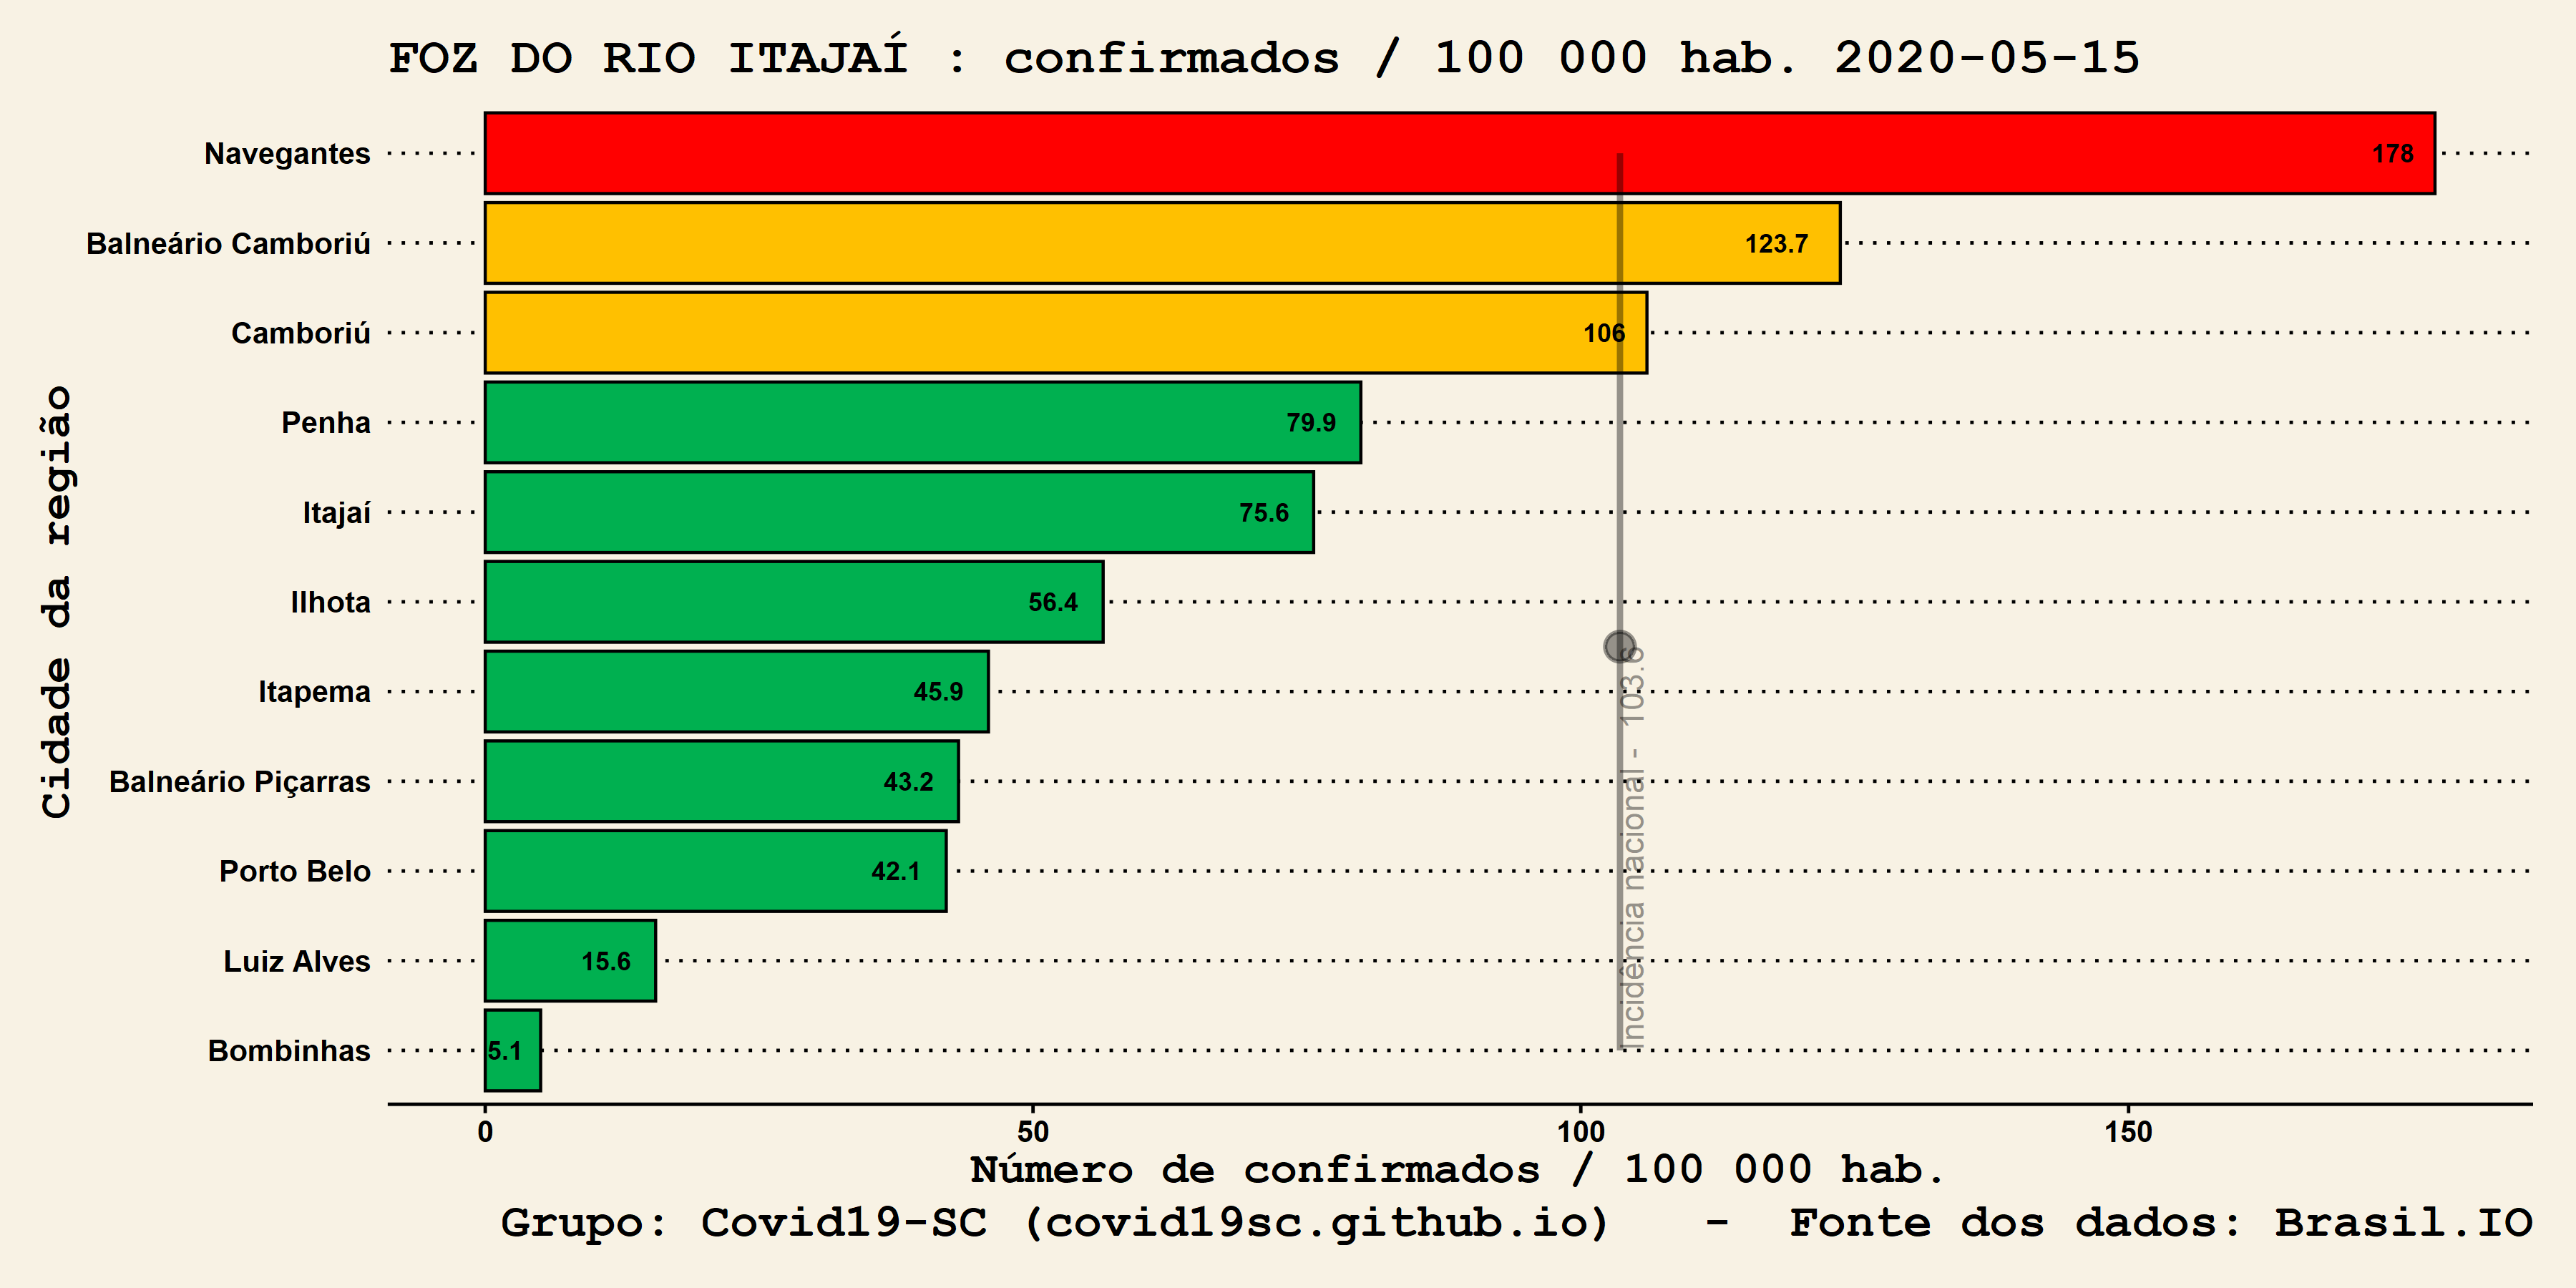 FOZ DO RIO ITAJAÍ : confirmados / 100 000 hab. 2020-05-15
Cidade da região
Navegantes 178
Balneário Camboriú 123.7
Camboriú 106
Penha 79.9
Itajaí 75.6
Ilhota 56.4
Itapema 45.9
Balneário Piçarras 43.2
Porto Belo 42.1
Luiz Alves 15.6
Bombinhas 5.1
Incidência nacional - 103.6
0 50 100 150
Número de confirmados / 100 000 hab.
Grupo: Covid19-SC (covid19sc.github.io) - Fonte dos dados: Brasil.IO